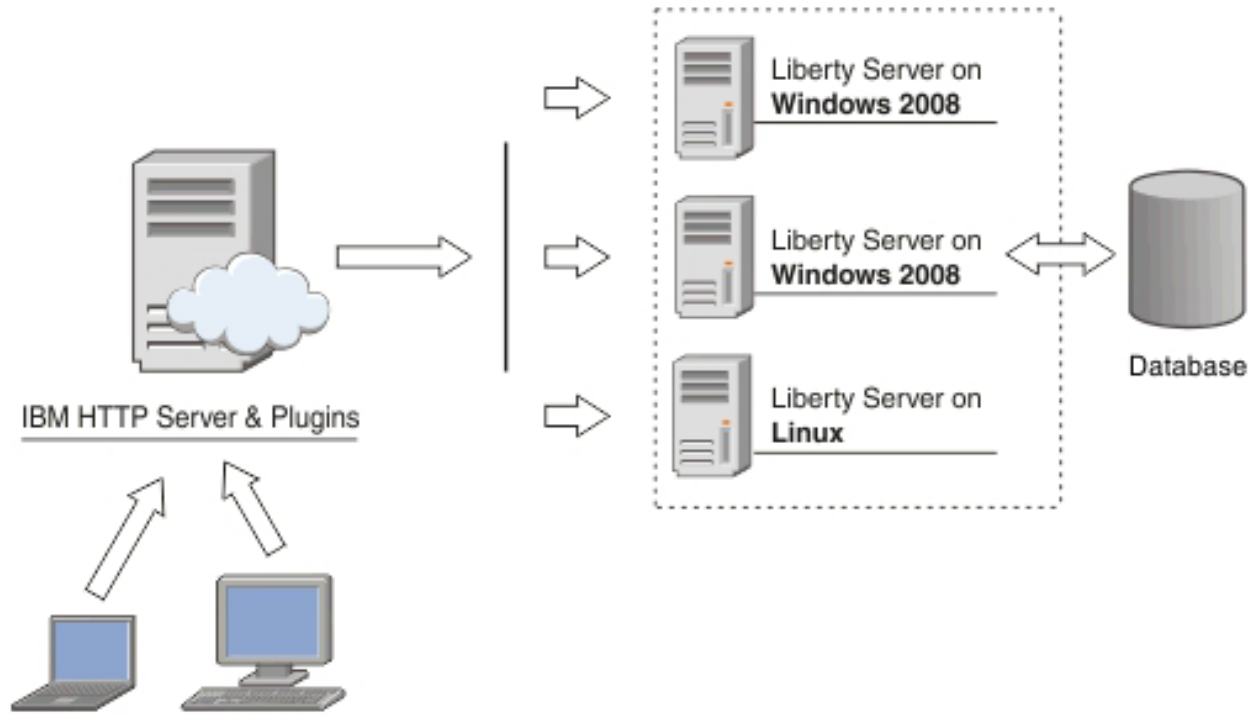 Liberty Server on
Windows 2008
Liberty Server on
Windows 2008
Database
Liberty Server on
Linux
IBM HTTP Server & Plugins